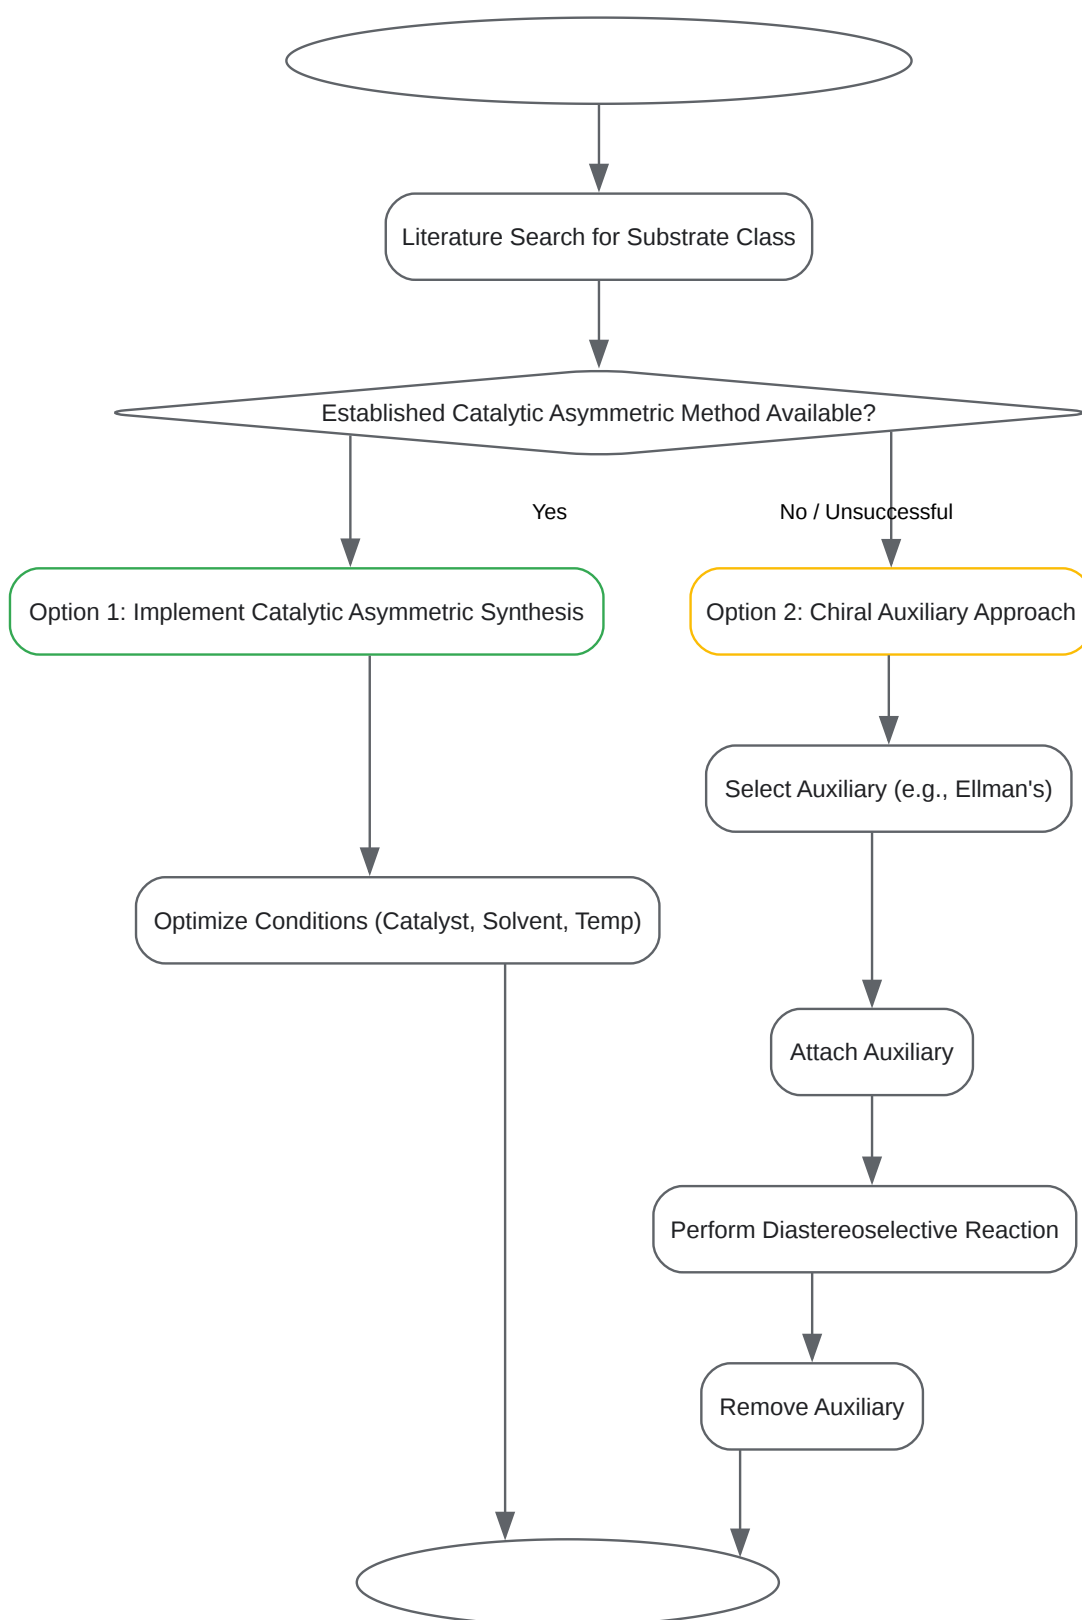 Literature Search for Substrate Class
Established Catalytic Asymmetric Method Available?
Yes
No / Unsuccessful
Option 1: Implement Catalytic Asymmetric Synthesis
Option 2: Chiral Auxiliary Approach
Select Auxiliary (e.g., Ellman's)
Optimize Conditions (Catalyst, Solvent, Temp)
Attach Auxiliary
Perform Diastereoselective Reaction
Remove Auxiliary